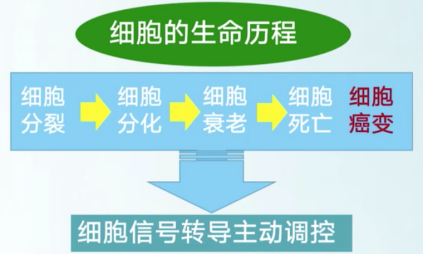 细胞的生命历程
细胞 细胞 细胞 细胞 细胞
分裂 分化 衰老 死亡 癌变
细胞信号转导主动调控